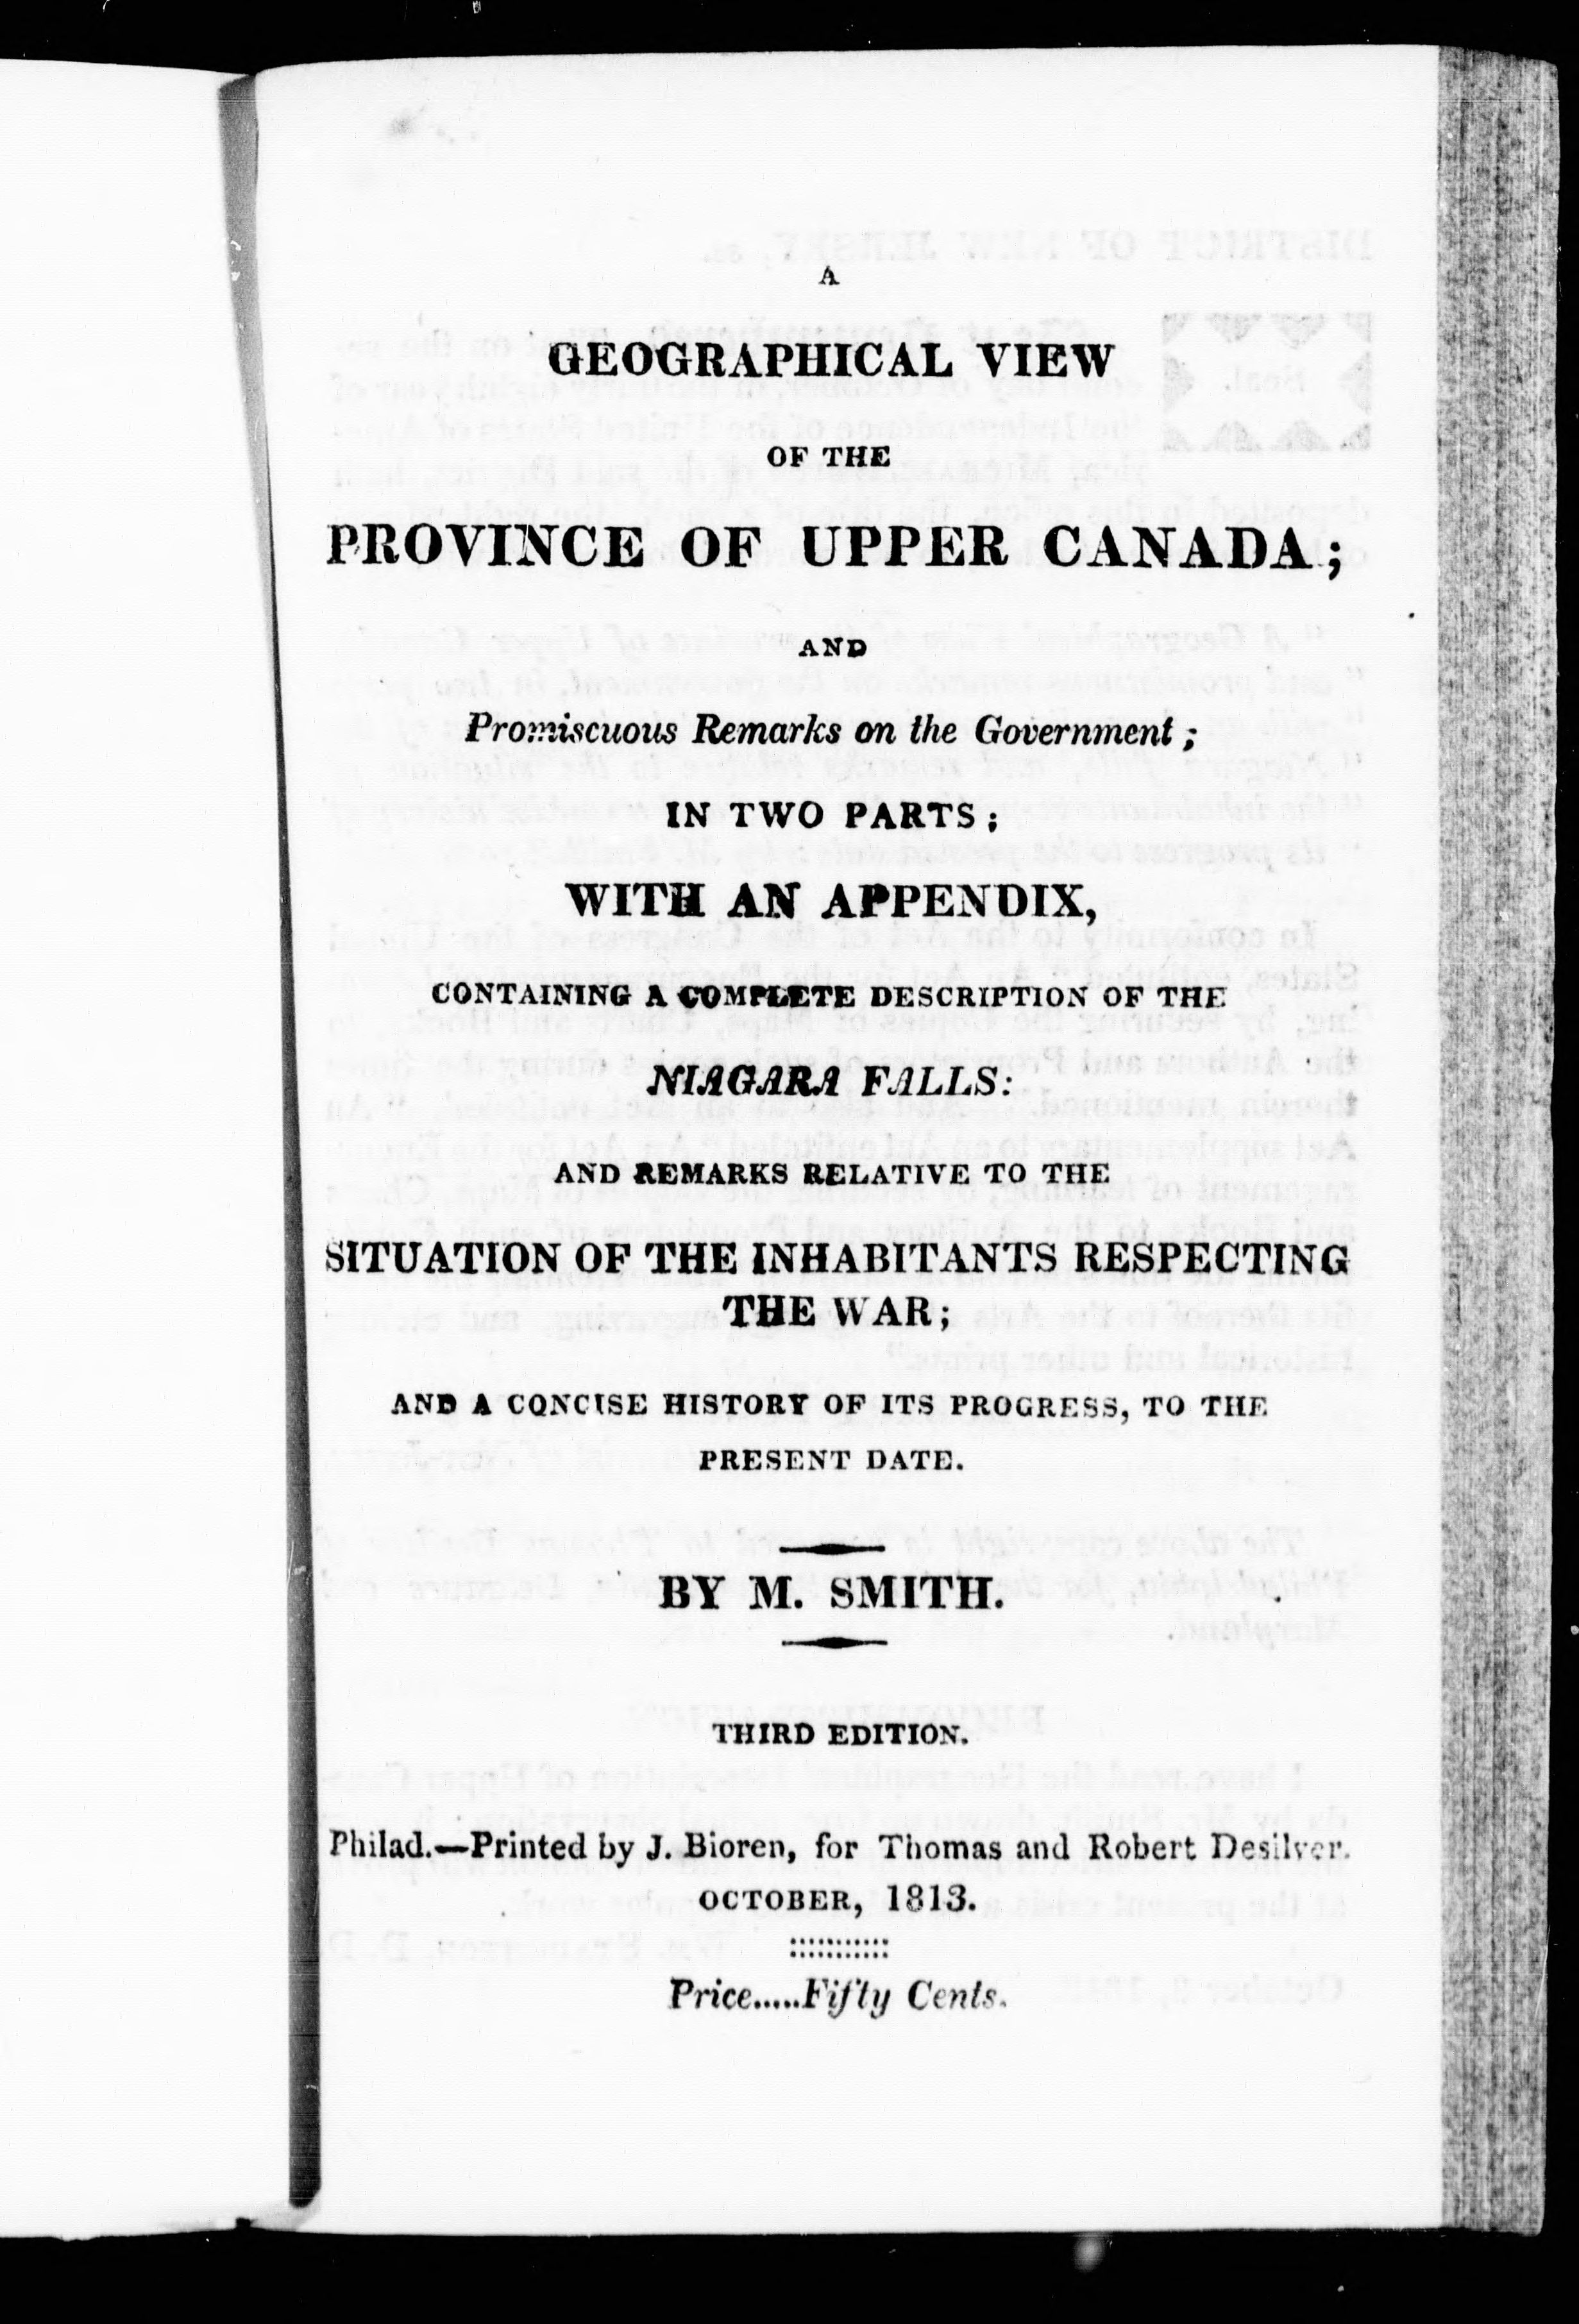 A
GEOGRAPHICAL VIEW
OF THE
PROVINCE OF UPPER CANADA;
AND
Promiscuous Remarks on the Government;
IN TWO PARTS;
WITH AN APPENDIX,
CONTAINING A COMPLETE DESCRIPTION OF THE
NIAGARA FALLS:
AND REMARKS RELATIVE TO THE
SITUATION OF THE INHABITANTS RESPECTING
THE WAR;
AND A CONCISE HISTORY OF ITS PROGRESS, TO THE
PRESENT DATE.
BY M. SMITH.
THIRD EDITION.
Philad.—Printed by J. Bioren, for Thomas and Robert Desilver.
OCTOBER, 1813.
Price.....Fifty Cents.